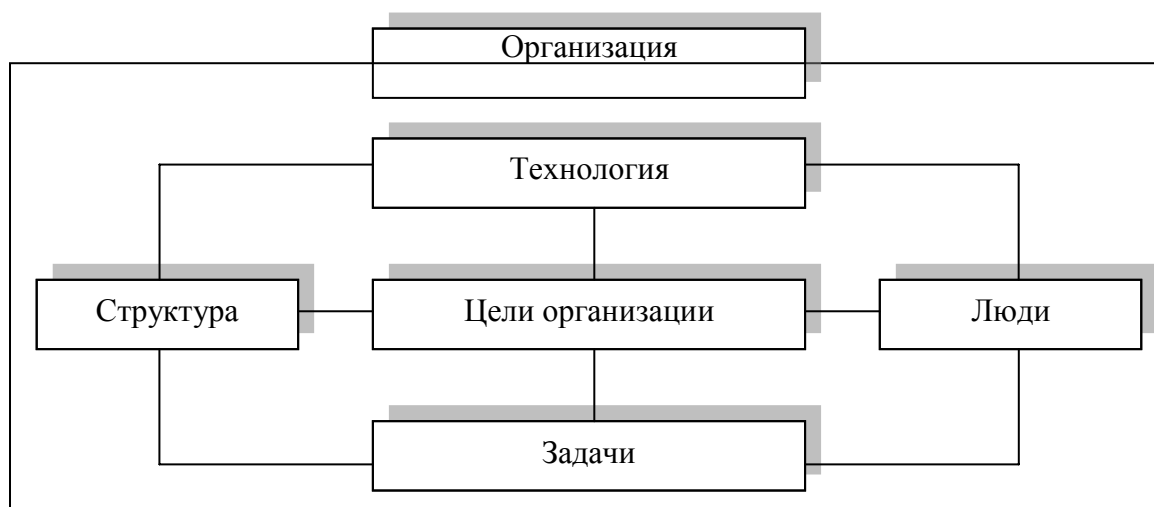 Организация
Технология
Структура
Цели организации
Люди
Задачи